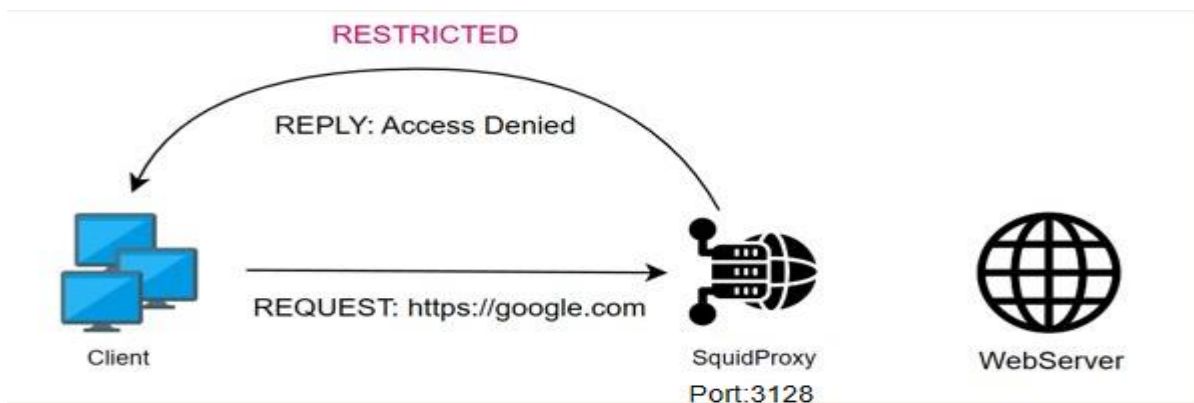 RESTRICTED
REPLY: Access Denied
REQUEST: https://google.com
Client
SquidProxy
Port:3128
WebServer